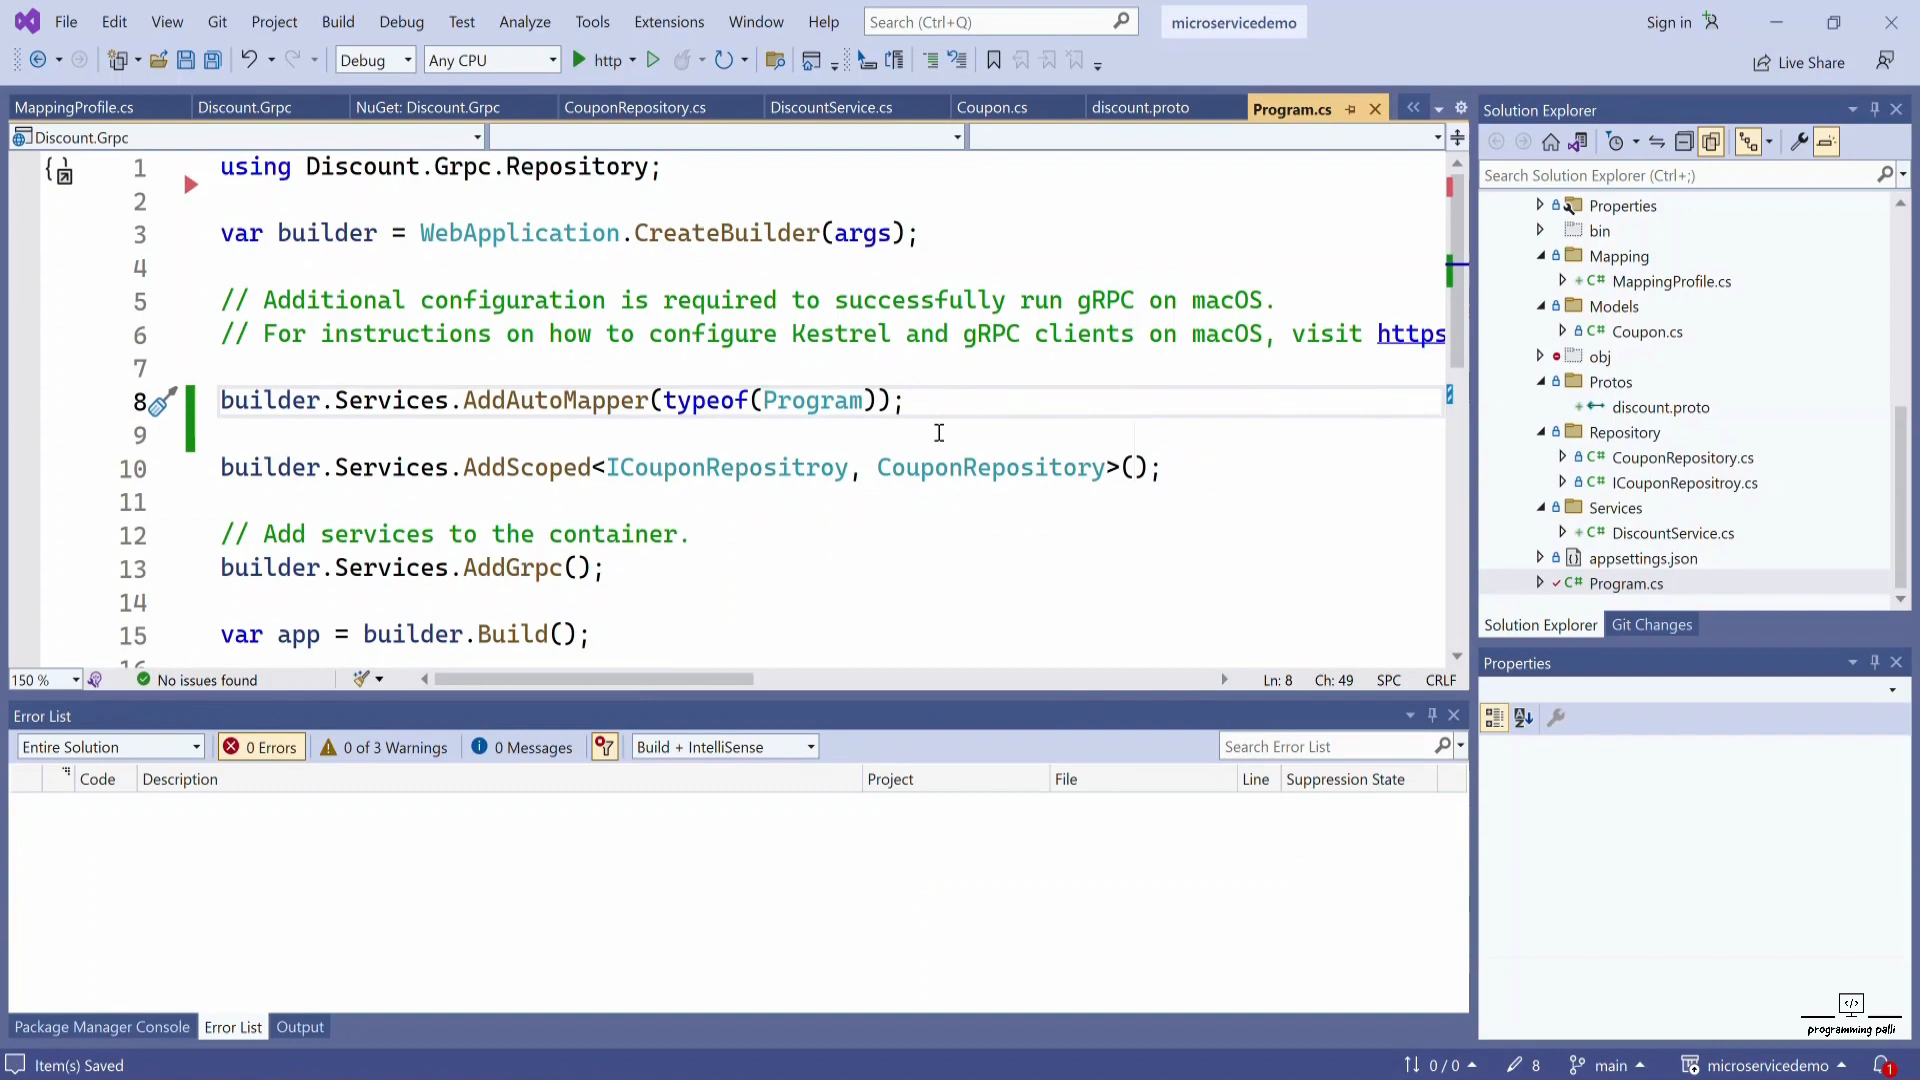 File Edit View Git Project Build Debug Test Analyze Tools Extensions Window Help Search (Ctrl+Q) microservicedemo Sign in
Debug Any CPU http Live Share
MappingProfile.cs Discount.Grpc NuGet: Discount.Grpc CouponRepository.cs DiscountService.cs Coupon.cs discount.proto Program.cs
Discount.Grpc
1 using Discount.Grpc.Repository;
2
3 var builder = WebApplication.CreateBuilder(args);
4
5 // Additional configuration is required to successfully run gRPC on macOS.
6 // For instructions on how to configure Kestrel and gRPC clients on macOS, visit https
7
8 builder.Services.AddAutoMapper(typeof(Program));
9
10 builder.Services.AddScoped<ICouponRepositroy, CouponRepository>();
11
12 // Add services to the container.
13 builder.Services.AddGrpc();
14
15 var app = builder.Build();
16
150 % No issues found Ln: 8 Ch: 49 SPC CRLF
Error List
Entire Solution 0 Errors 0 of 3 Warnings 0 Messages Build + IntelliSense Search Error List
Code Description Project File Line Suppression State
Package Manager Console Error List Output
Solution Explorer
Search Solution Explorer (Ctrl+;)
Properties
bin
Mapping
C# MappingProfile.cs
Models
C# Coupon.cs
obj
Protos
discount.proto
Repository
C# CouponRepository.cs
C# ICouponRepositroy.cs
Services
C# DiscountService.cs
appsettings.json
C# Program.cs
Solution Explorer Git Changes
Properties
programming palli
Item(s) Saved 0 / 0 8 main microservicedemo 1